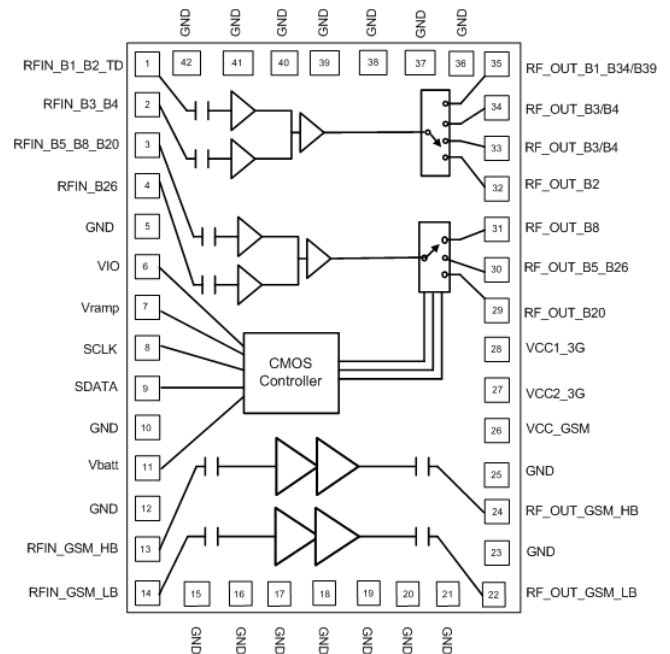 GND GND GND GND GND GND GND
42 41 40 39 38 37 36
RFIN_B1_B2_TD 1
RFIN_B3_B4 2
RFIN_B5_B8_B20 3
RFIN_B26 4
GND 5
VIO 6
Vramp 7
SCLK 8
SDATA 9
GND 10
Vbatt 11
GND 12
RFIN_GSM_HB 13
RFIN_GSM_LB 14
CMOS
Controller
35 RF_OUT_B1_B34/B39
34 RF_OUT_B3/B4
33 RF_OUT_B3/B4
32 RF_OUT_B2
31 RF_OUT_B8
30 RF_OUT_B5_B26
29 RF_OUT_B20
28 VCC1_3G
27 VCC2_3G
26 VCC_GSM
25 GND
24 RF_OUT_GSM_HB
23 GND
22 RF_OUT_GSM_LB
15 16 17 18 19 20 21
GND GND GND GND GND GND GND